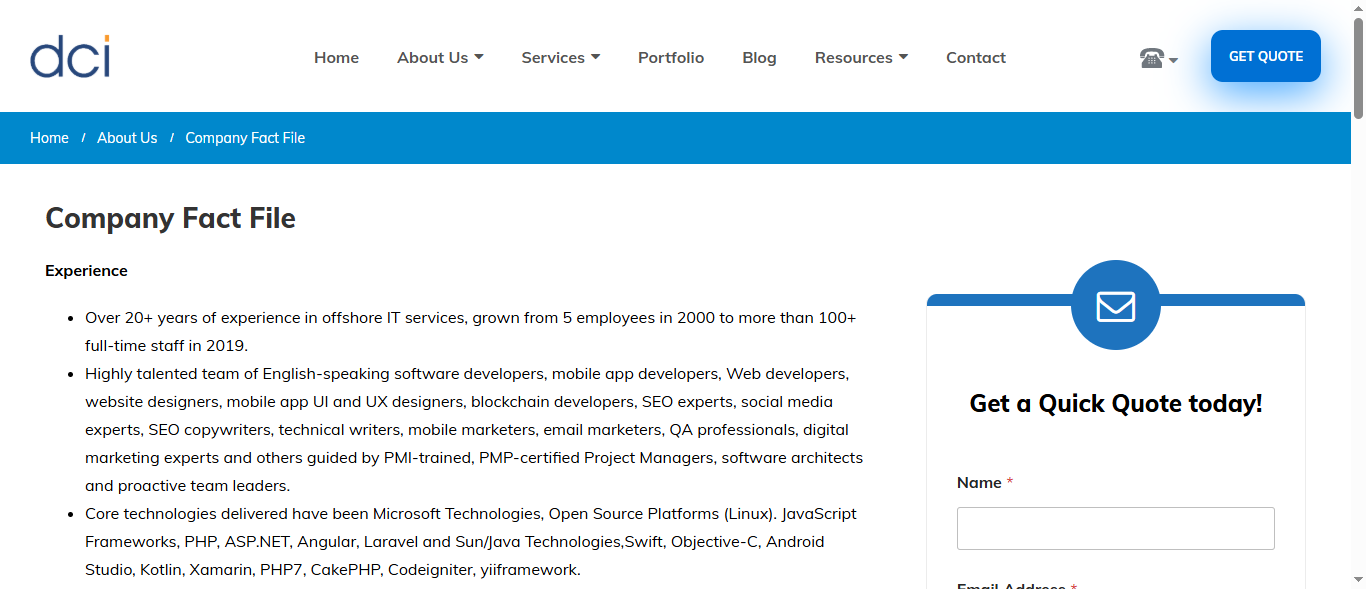 dci
Home
About Us
Services
Portfolio
Blog
Resources
Contact
GET QUOTE
Home / About Us / Company Fact File
Company Fact File
Experience
Over 20+ years of experience in offshore IT services, grown from 5 employees in 2000 to more than 100+
full-time staff in 2019.
Highly talented team of English-speaking software developers, mobile app developers, Web developers,
website designers, mobile app UI and UX designers, blockchain developers, SEO experts, social media
experts, SEO copywriters, technical writers, mobile marketers, email marketers, QA professionals, digital
marketing experts and others guided by PMI-trained, PMP-certified Project Managers, software architects
and proactive team leaders.
Core technologies delivered have been Microsoft Technologies, Open Source Platforms (Linux). JavaScript
Frameworks, PHP, ASP.NET, Angular, Laravel and Sun/Java Technologies,Swift, Objective-C, Android
Studio, Kotlin, Xamarin, PHP7, CakePHP, Codeigniter, yiiframework.
Get a Quick Quote today!
Name *
Email Address *